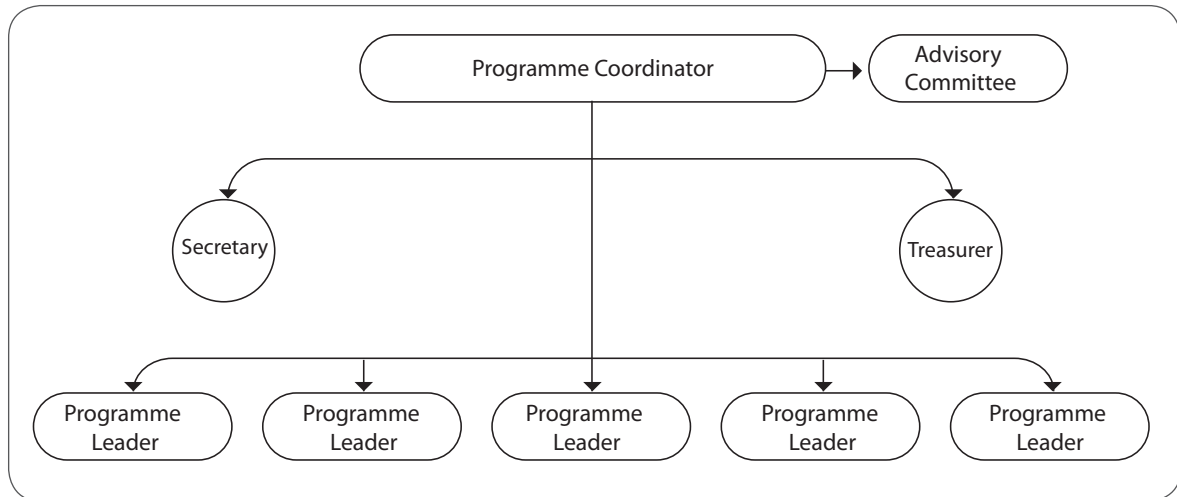 Programme Coordinator
Advisory
Committee
Secretary
Treasurer
Programme
Leader
Programme
Leader
Programme
Leader
Programme
Leader
Programme
Leader